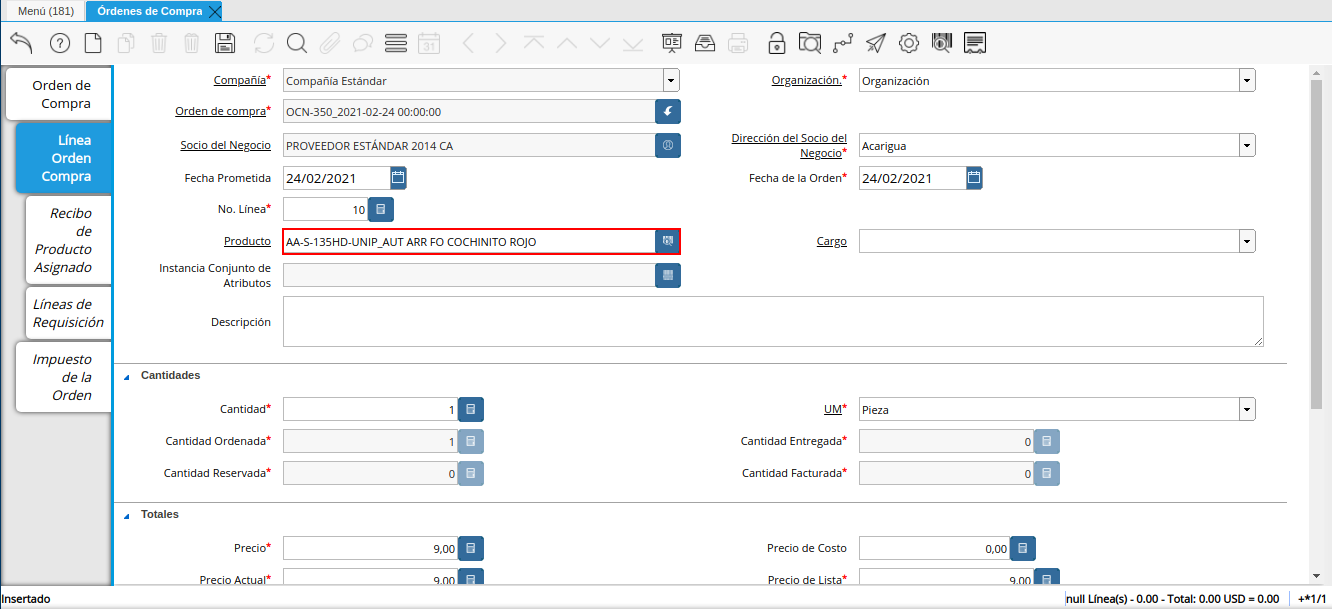 Menú (181)
Órdenes de Compra
31
Orden de
Compra
Línea
Orden
Compra
Recibo
de
Producto
Asignado
Líneas de
Requisición
Impuesto
de la
Orden
Compañía* Compañía Estándar
Organización.* Organización
Orden de compra* OCN-350_2021-02-24 00:00:00
Socio del Negocio PROVEEDOR ESTÁNDAR 2014 CA
Dirección del Socio del
Negocio* Acarigua
Fecha Prometida 24/02/2021
Fecha de la Orden* 24/02/2021
No. Línea* 10
Producto AA-S-135HD-UNIP_AUT ARR FO COCHINITO ROJO
Cargo
Instancia Conjunto de
Atributos
Descripción
Cantidades
Cantidad* 1
UM* Pieza
Cantidad Ordenada* 1
Cantidad Entregada* 0
Cantidad Reservada* 0
Cantidad Facturada* 0
Totales
Precio* 9,00
Precio de Costo 0,00
Precio Actual* 9,00
Precio de Lista* 9,00
Insertado
null Línea(s) - 0.00 - Total: 0.00 USD = 0.00
+*1/1